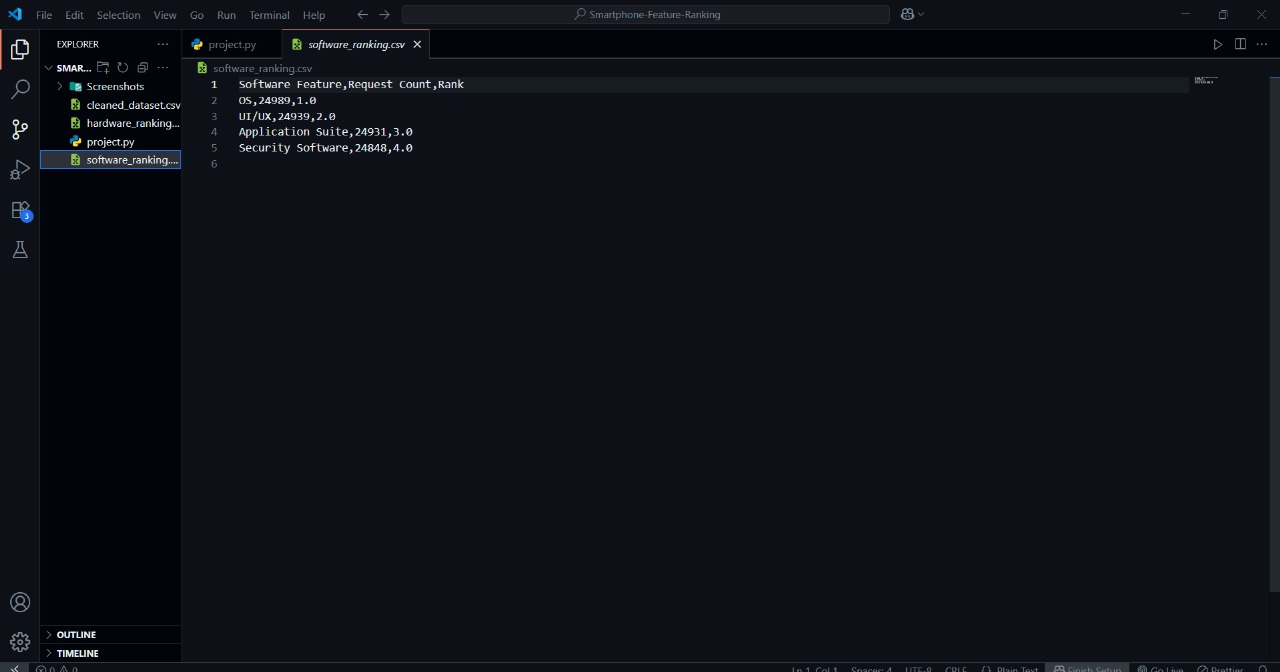 File Edit Selection View Go Run Terminal Help Smartphone-Feature-Ranking
EXPLORER
SMAR...
Screenshots
cleaned_dataset.csv
hardware_ranking...
project.py
software_ranking....
3
OUTLINE
TIMELINE
project.py software_ranking.csv
software_ranking.csv
1 Software Feature,Request Count,Rank
2 OS,24989,1.0
3 UI/UX,24939,2.0
4 Application Suite,24931,3.0
5 Security Software,24848,4.0
6
0 0 Ln 1, Col 1 Spaces: 4 UTF-8 CRLF {} Plain Text Finish Setup Go Live Prettier